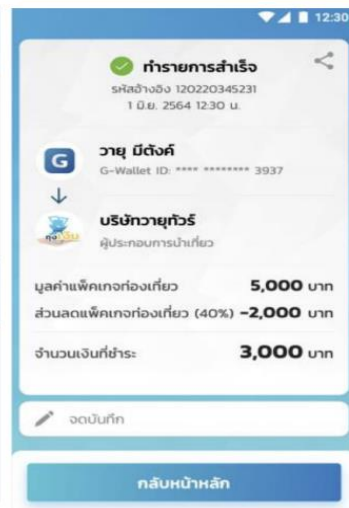 12:30
ทำรายการสำเร็จ
รหัสอ้างอิง 120220345231
1 มิ.ย. 2564 12:30 น.
G
วายุ มีตังค์
G-Wallet ID: **** ******** 3937
บริษัทวายุทัวร์
ผู้ประกอบการนำเที่ยว
มูลค่าแพ็คเกจท่องเที่ยว 5,000 บาท
ส่วนลดแพ็คเกจท่องเที่ยว (40%) -2,000 บาท
จำนวนเงินที่ชำระ 3,000 บาท
จดบันทึก
กลับหน้าหลัก